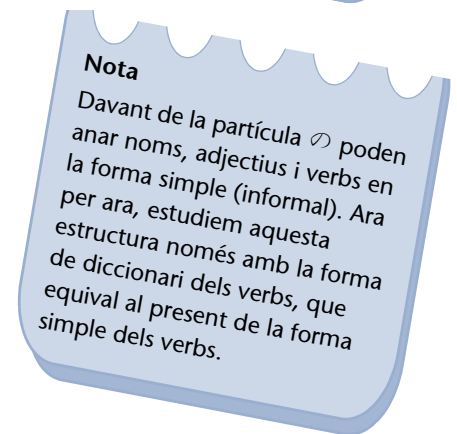 Nota
Davant de la partícula の poden
anar noms, adjectius i verbs en
la forma simple (informal). Ara
per ara, estudiem aquesta
estructura només amb la forma
de diccionari dels verbs, que
equival al present de la forma
simple dels verbs.